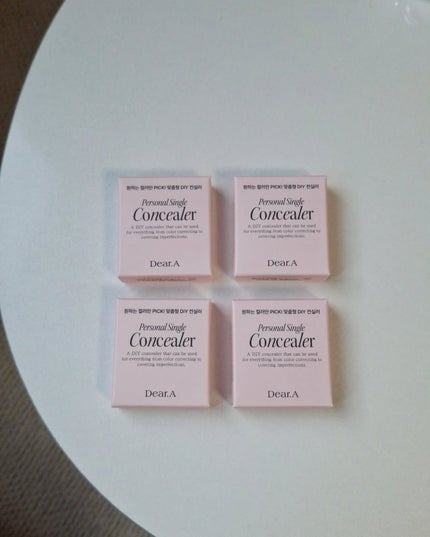 원하는 컬러만 PICK! 맞춤형 DIY 컨실러
Personal Single
Concealer
A DIY concealer that can be used
for everything from color correcting to
covering imperfections.
Dear.A
원하는 컬러만 PICK! 맞춤형 DIY 컨실러
Personal Single
Concealer
A DIY concealer that can be used
for everything from color correcting to
covering imperfections.
Dear.A
원하는 컬러만 PICK! 맞춤형 DIY 컨실러
Personal Single
Concealer
A DIY concealer that can be used
for everything from color correcting to
covering imperfections.
Dear.A
원하는 컬러만 PICK! 맞춤형 DIY 컨실러
Personal Single
Concealer
A DIY concealer that can be used
for everything from color correcting to
covering imperfections.
Dear.A